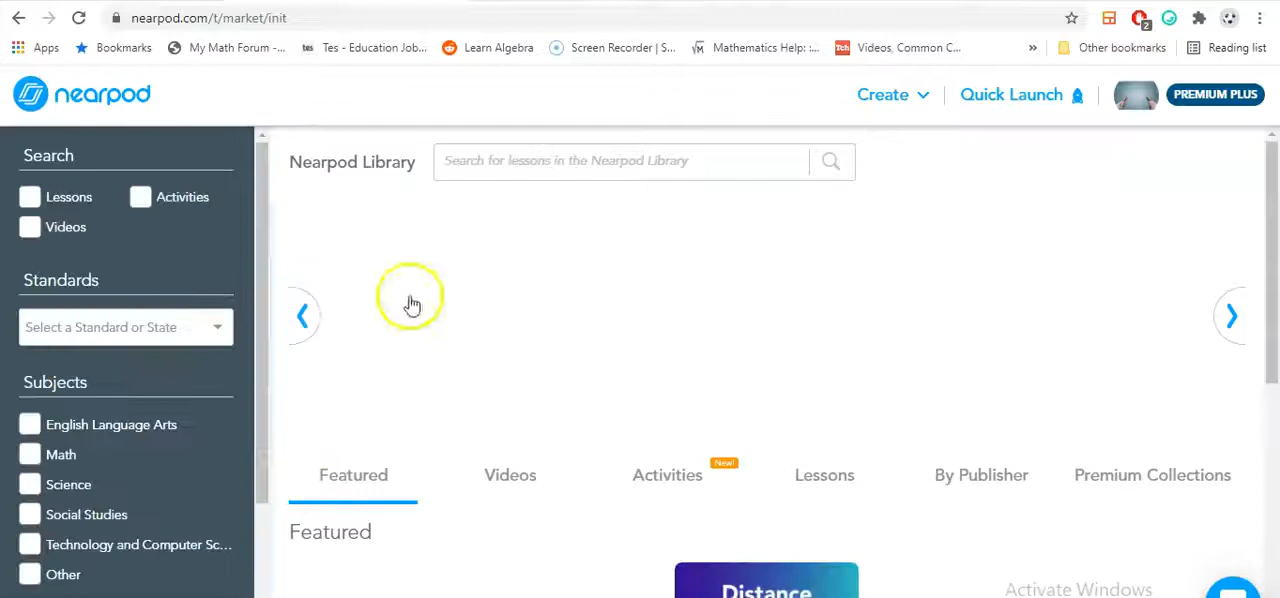 nearpod.com/t/market/init
2
Apps
Bookmarks
My Math Forum -...
tes
Tes - Education Job...
Learn Algebra
Screen Recorder | S...
Mathematics Help: :...
Tch
Videos, Common C...
»
Other bookmarks
Reading list
nearpod
Create
Quick Launch
PREMIUM PLUS
Search
Lessons
Activities
Videos
Standards
Select a Standard or State
Subjects
English Language Arts
Math
Science
Social Studies
Technology and Computer Sc...
Other
Nearpod Library
Search for lessons in the Nearpod Library
Featured
Videos
Activities
New!
Lessons
By Publisher
Premium Collections
Featured
Distance
Activate Windows